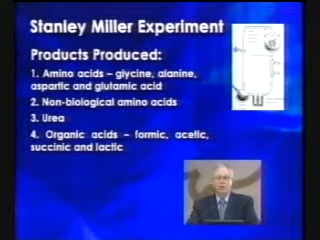 Stanley Miller Experiment
Products Produced:
1. Amino acids – glycine, alanine,
aspartic and glutamic acid
2. Non-biological amino acids
3. Urea
4. Organic acids – formic, acetic,
succinic and lactic